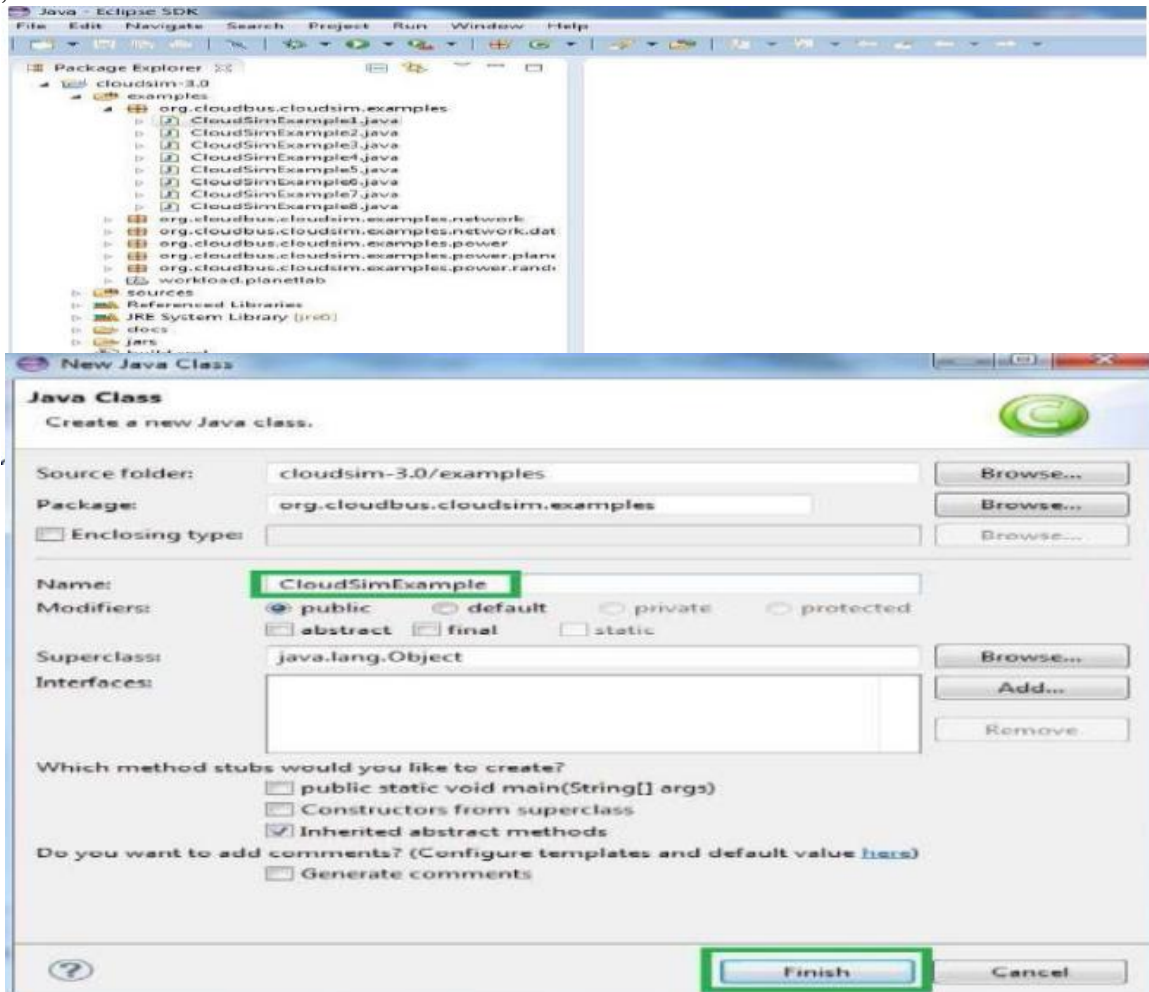 Java - Eclipse SDK
File Edit Navigate Search Project Run Window Help
Package Explorer
cloudsim-3.0
examples
org.cloudbus.cloudsim.examples
CloudSimExample1.java
CloudSimExample2.java
CloudSimExample3.java
CloudSimExample4.java
CloudSimExample5.java
CloudSimExample6.java
CloudSimExample7.java
CloudSimExample8.java
org.cloudbus.cloudsim.examples.network
org.cloudbus.cloudsim.examples.network.dat
org.cloudbus.cloudsim.examples.power
org.cloudbus.cloudsim.examples.power.plane
org.cloudbus.cloudsim.examples.power.rando
workload.planetlab
sources
Referenced Libraries
JRE System Library [jre6]
docs
jars
build.xml
New Java Class
Java Class
Create a new Java class.
Source folder: cloudsim-3.0/examples Browse...
Package: org.cloudbus.cloudsim.examples Browse...
Enclosing type: Browse...
Name: CloudSimExample
Modifiers: public default private protected
abstract final static
Superclass: java.lang.Object Browse...
Interfaces: Add...
Remove
Which method stubs would you like to create?
public static void main(String[] args)
Constructors from superclass
Inherited abstract methods
Do you want to add comments? (Configure templates and default value here)
Generate comments
Finish Cancel